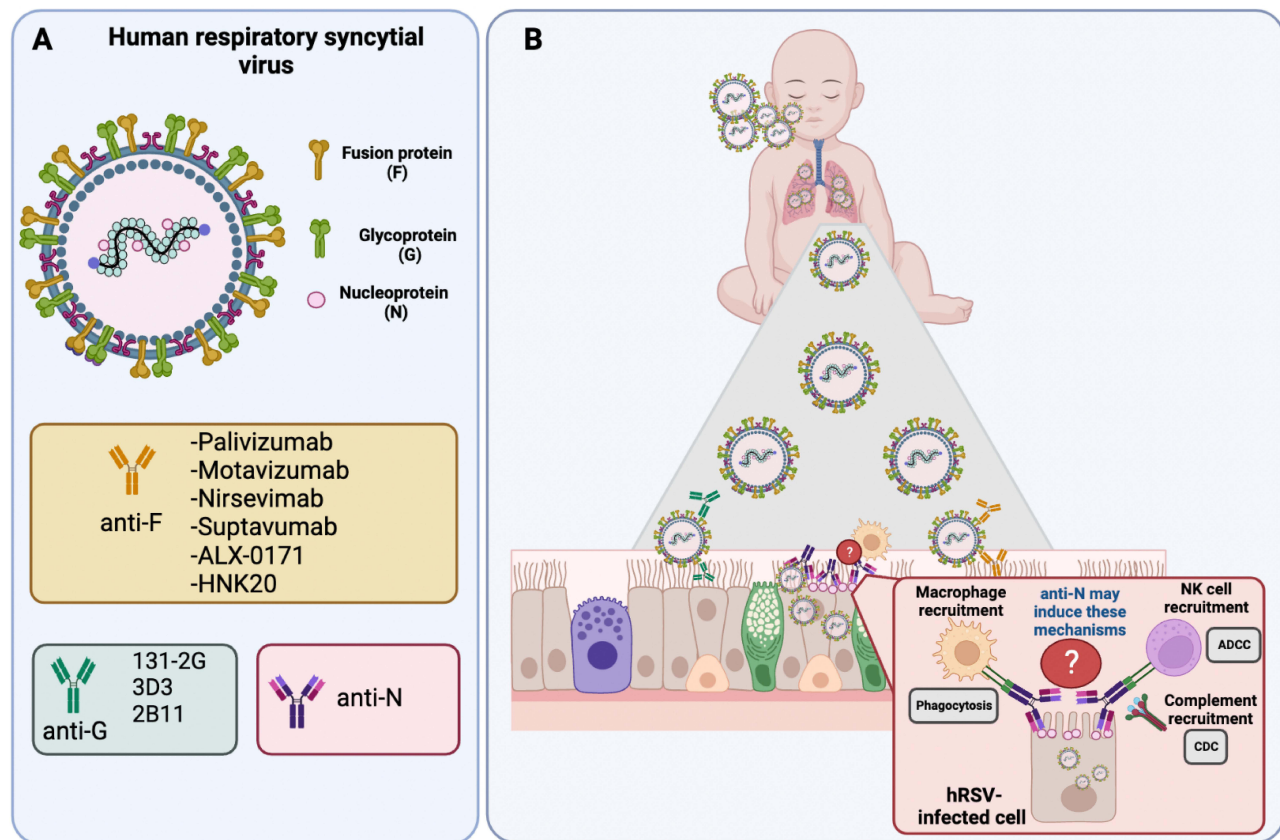 A
Human respiratory syncytial
virus
Fusion protein
(F)
Glycoprotein
(G)
Nucleoprotein
(N)
anti-F
-Palivizumab
-Motavizumab
-Nirsevimab
-Suptavumab
-ALX-0171
-HNK20
anti-G
131-2G
3D3
2B11
anti-N
B
?
Macrophage
recruitment
anti-N may
induce these
mechanisms
NK cell
recruitment
?
ADCC
Phagocytosis
Complement
recruitment
CDC
hRSV-
infected cell